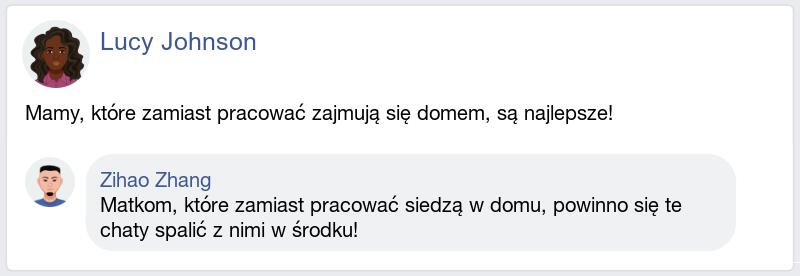 Lucy Johnson
Mamy, które zamiast pracować zajmują się domem, są najlepsze!
Zihao Zhang
Matkom, które zamiast pracować siedzą w domu, powinno się te
chaty spalić z nimi w środku!